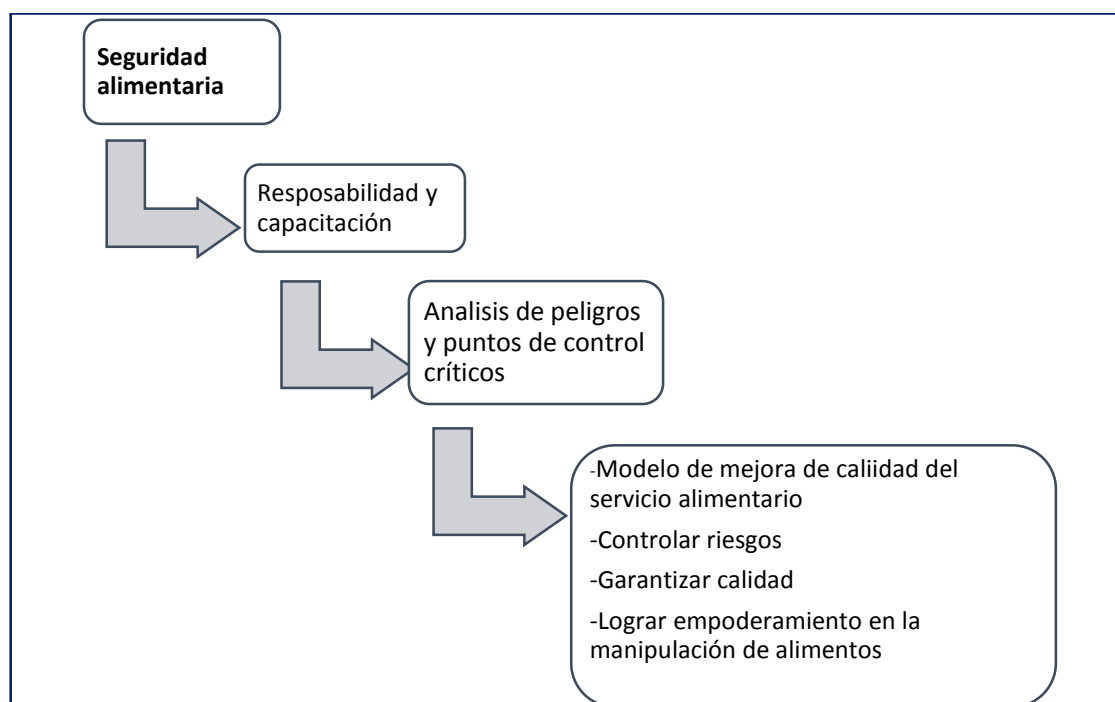 Seguridad
alimentaria
Resposabilidad y
capacitación
Analisis de peligros
y puntos de control
críticos
-Modelo de mejora de caliidad del
servicio alimentario
-Controlar riesgos
-Garantizar calidad
-Lograr empoderamiento en la
manipulación de alimentos